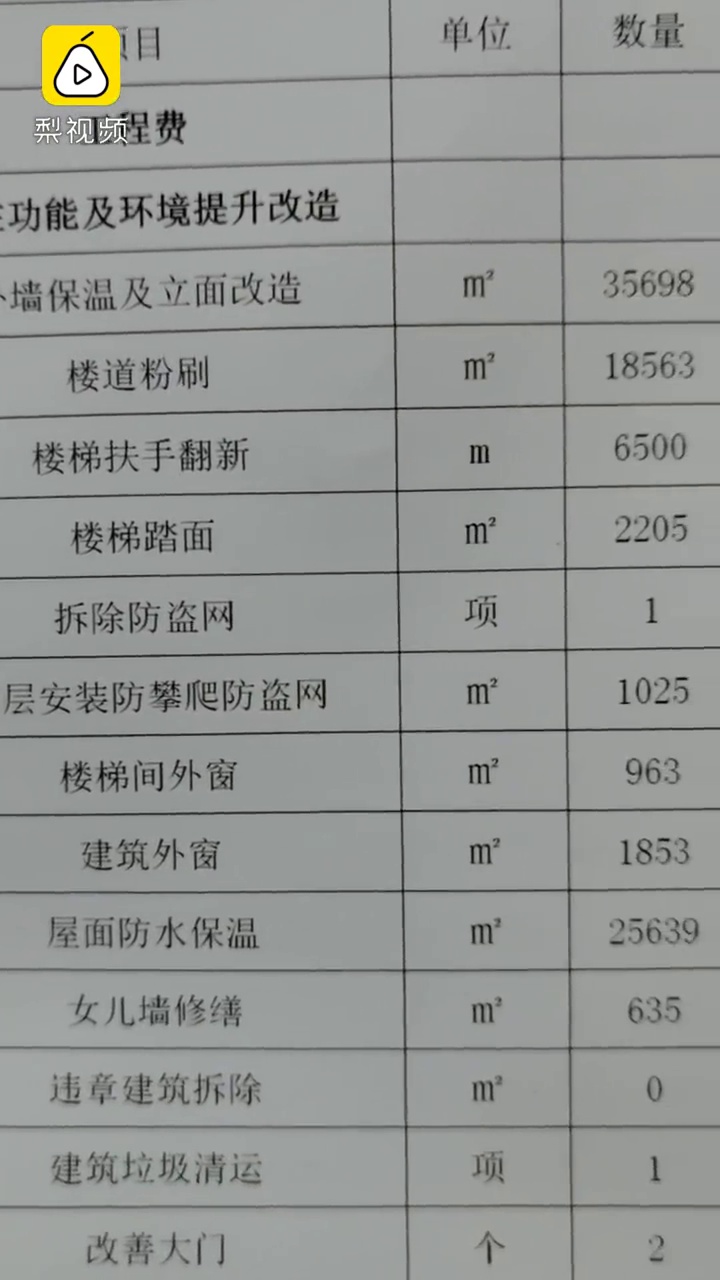 目 单位 数量
梨视频
程费
功能及环境提升改造
墙保温及立面改造 m² 35698
楼道粉刷 m² 18563
楼梯扶手翻新 m 6500
楼梯踏面 m² 2205
拆除防盗网 项 1
层安装防攀爬防盗网 m² 1025
楼梯间外窗 m² 963
建筑外窗 m² 1853
屋面防水保温 m² 25639
女儿墙修缮 m² 635
违章建筑拆除 m² 0
建筑垃圾清运 项 1
改善大门 个 2